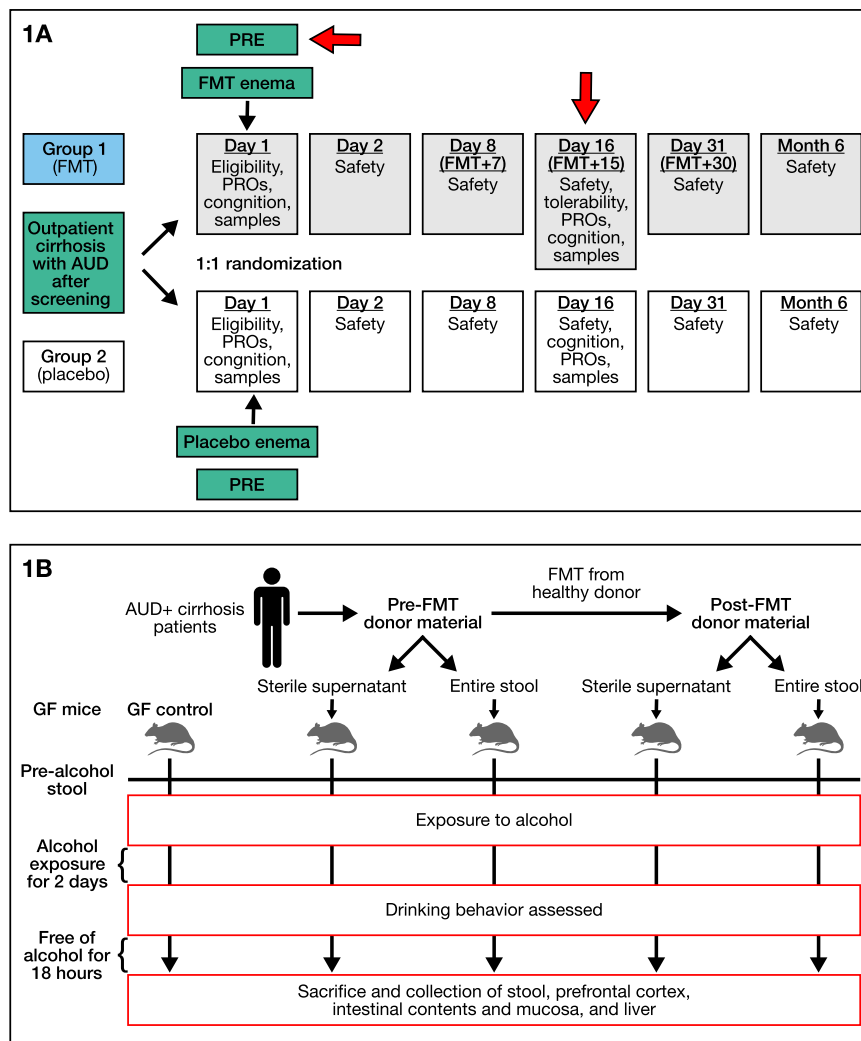 1A
PRE
FMT enema
Group 1
(FMT)
Day 1
Eligibility,
PROs,
congnition,
samples
Day 2
Safety
Day 8
(FMT+7)
Safety
Day 16
(FMT+15)
Safety,
tolerability,
PROs,
cognition,
samples
Day 31
(FMT+30)
Safety
Month 6
Safety
Outpatient
cirrhosis
with AUD
after
screening
1:1 randomization
Group 2
(placebo)
Day 1
Eligibility,
PROs,
congnition,
samples
Day 2
Safety
Day 8
Safety
Day 16
Safety,
cognition,
PROs,
samples
Day 31
Safety
Month 6
Safety
Placebo enema
PRE
1B
AUD+ cirrhosis
patients
Pre-FMT
donor material
FMT from
healthy donor
Post-FMT
donor material
Sterile supernatant
Entire stool
Sterile supernatant
Entire stool
GF mice
GF control
Pre-alcohol
stool
Exposure to alcohol
Alcohol
exposure
for 2 days
Drinking behavior assessed
Free of
alcohol for
18 hours
Sacrifice and collection of stool, prefrontal cortex,
intestinal contents and mucosa, and liver